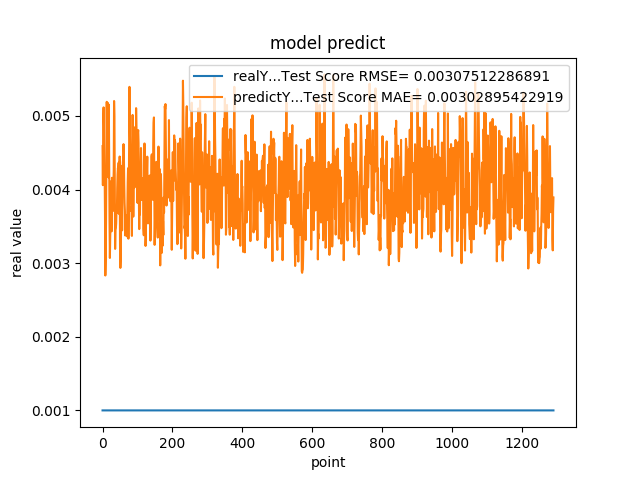 model predict
realY...Test Score RMSE= 0.00307512286891
predictY...Test Score MAE= 0.00302895422919
real value
0.005
0.004
0.003
0.002
0.001
0 200 400 600 800 1000 1200
point